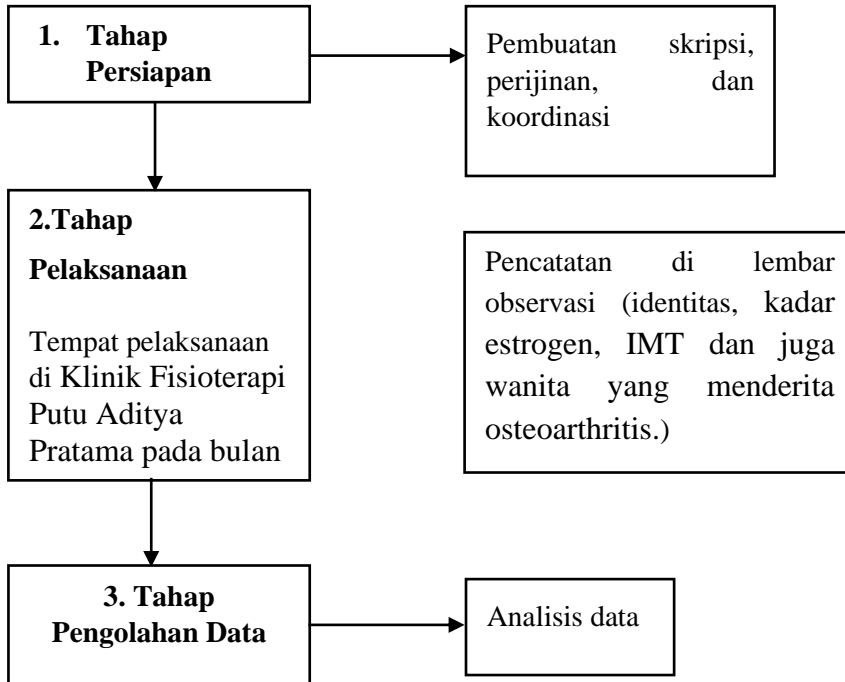 1. Tahap
Persiapan
Pembuatan skripsi,
perijinan, dan
koordinasi
2.Tahap
Pelaksanaan
Tempat pelaksanaan
di Klinik Fisioterapi
Putu Aditya
Pratama pada bulan
Pencatatan di lembar
observasi (identitas, kadar
estrogen, IMT dan juga
wanita yang menderita
osteoarthritis.)
3. Tahap
Pengolahan Data
Analisis data